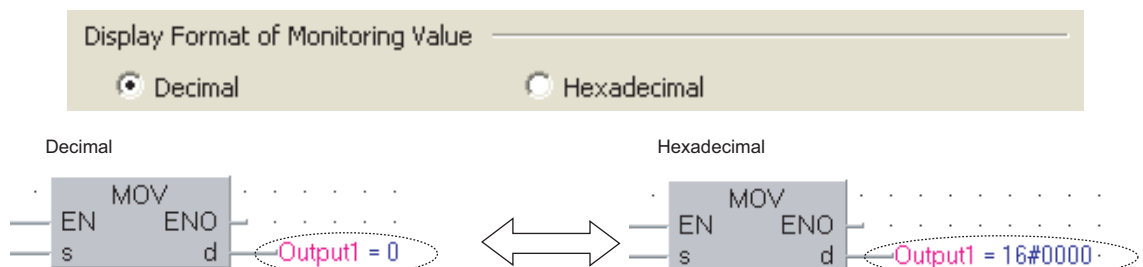 Display Format of Monitoring Value
Decimal Hexadecimal
Decimal Hexadecimal
MOV MOV
EN ENO EN ENO
s d Output1 = 0 s d Output1 = 16#0000